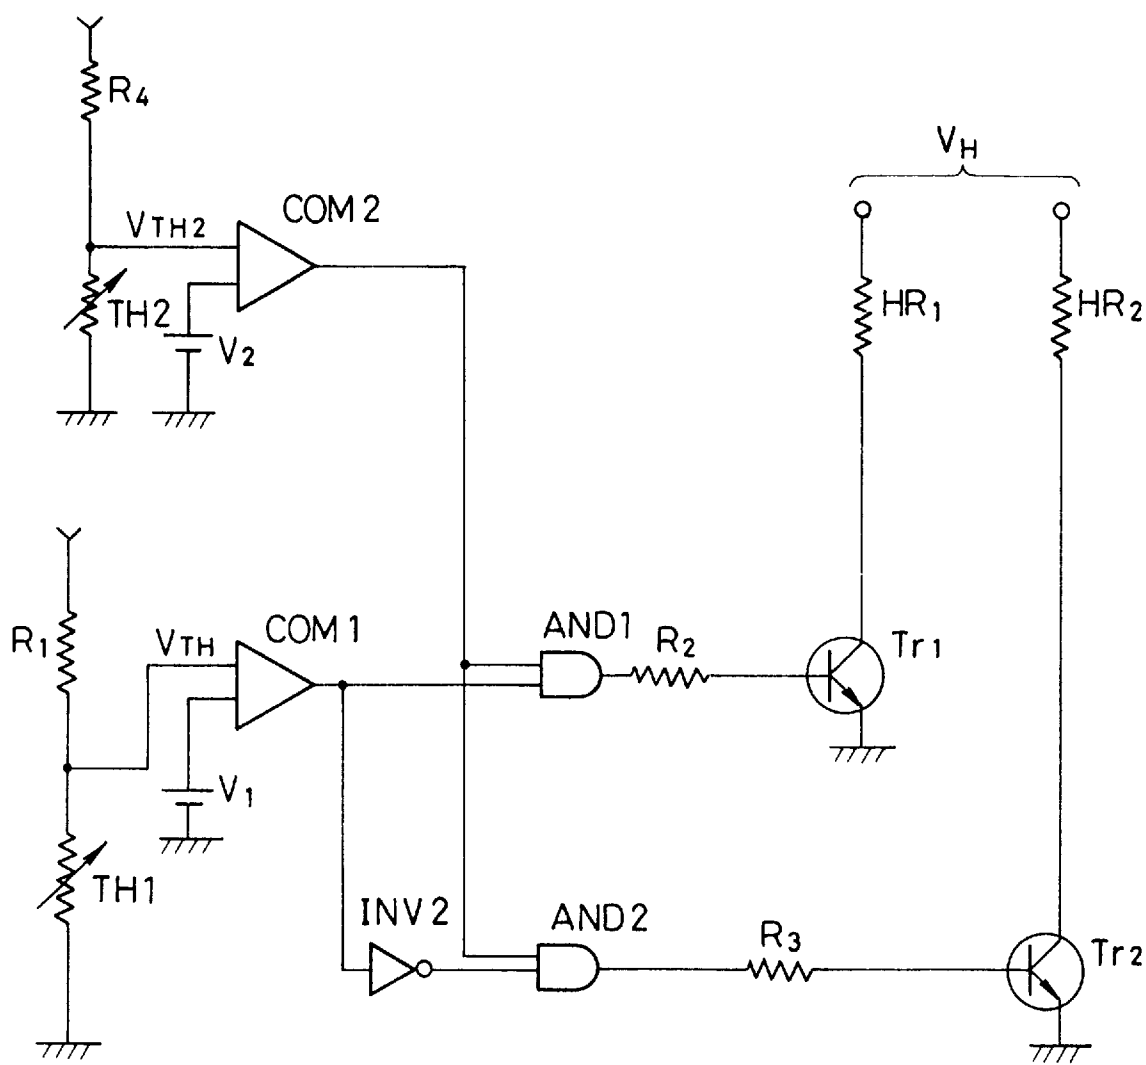 R4
VH
COM2
VTH2
HR1
HR2
TH2
V2
R1
VTH
COM1
AND1
R2
Tr1
V1
TH1
INV2
AND2
R3
Tr2